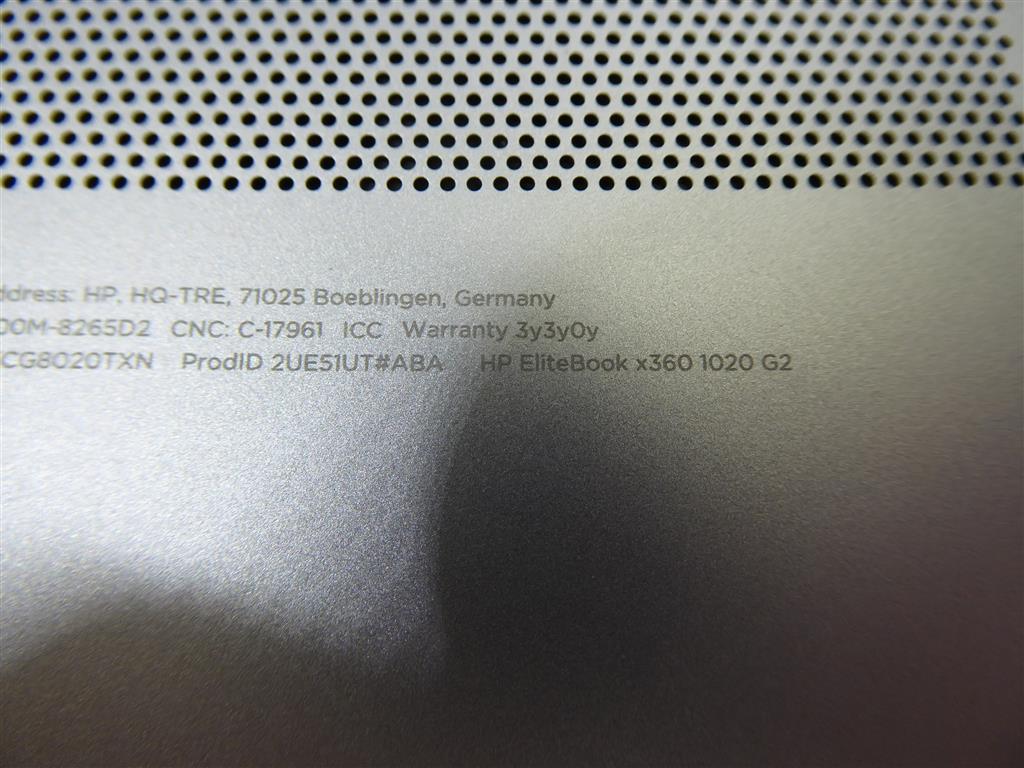 ddress: HP, HQ-TRE, 71025 Boeblingen, Germany
00M-8265D2 CNC: C-17961 ICC Warranty 3y3y0y
CG8020TXN ProdID 2UE51UT#ABA HP EliteBook x360 1020 G2